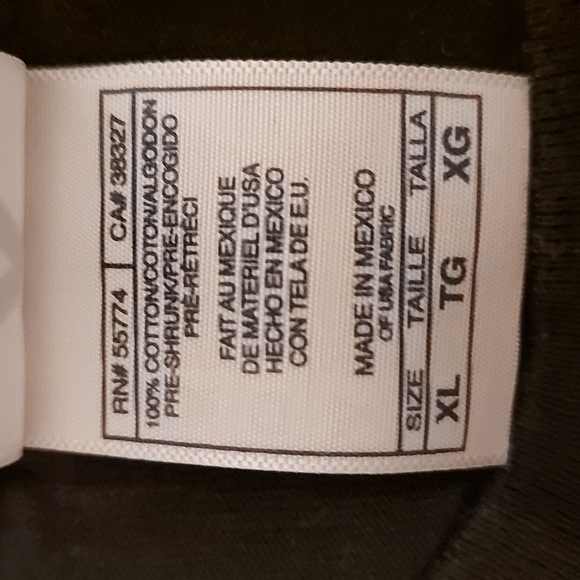 RN# 55774 CA# 38327
100% COTTON/COTON/ALGODON
PRE-SHRUNK/PRE-ENCOGIDO
PRÉ-RÉTRÉCI
FAIT AU MEXIQUE
DE MATERIEL D'USA
HECHO EN MEXICO
CON TELA DE E.U.
MADE IN MEXICO
OF USA FABRIC
SIZE TAILLE TALLA
XL TG XG